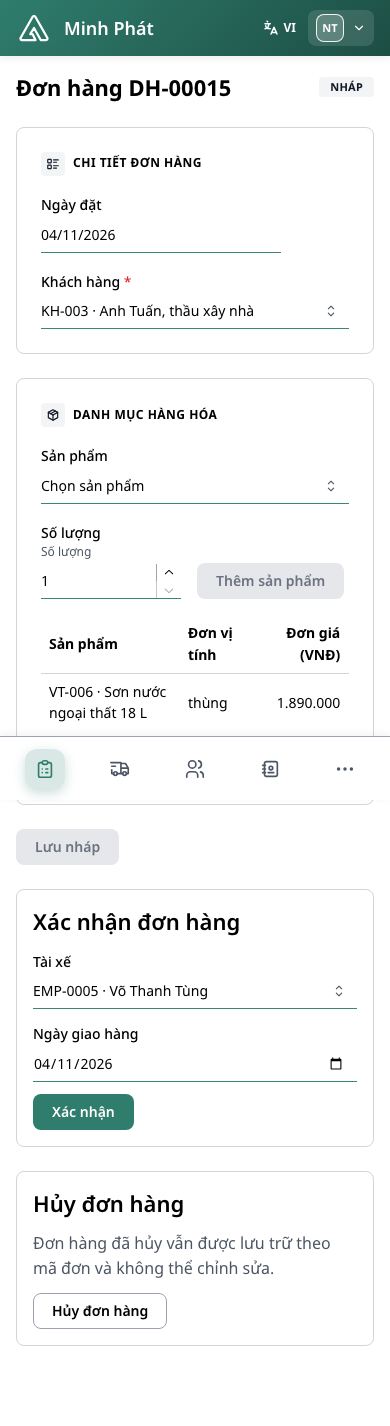 Minh Phát
VI
NT
Đơn hàng DH-00015
NHÁP
CHI TIẾT ĐƠN HÀNG
Ngày đặt
04/11/2026
Khách hàng *
KH-003 · Anh Tuấn, thầu xây nhà
DANH MỤC HÀNG HÓA
Sản phẩm
Chọn sản phẩm
Số lượng
Số lượng
1
Thêm sản phẩm
Sản phẩm
Đơn vị tính
Đơn giá (VNĐ)
VT-006 · Sơn nước ngoại thất 18 L
thùng
1.890.000
Lưu nháp
Xác nhận đơn hàng
Tài xế
EMP-0005 · Võ Thanh Tùng
Ngày giao hàng
04/11/2026
Xác nhận
Hủy đơn hàng
Đơn hàng đã hủy vẫn được lưu trữ theo
mã đơn và không thể chỉnh sửa.
Hủy đơn hàng